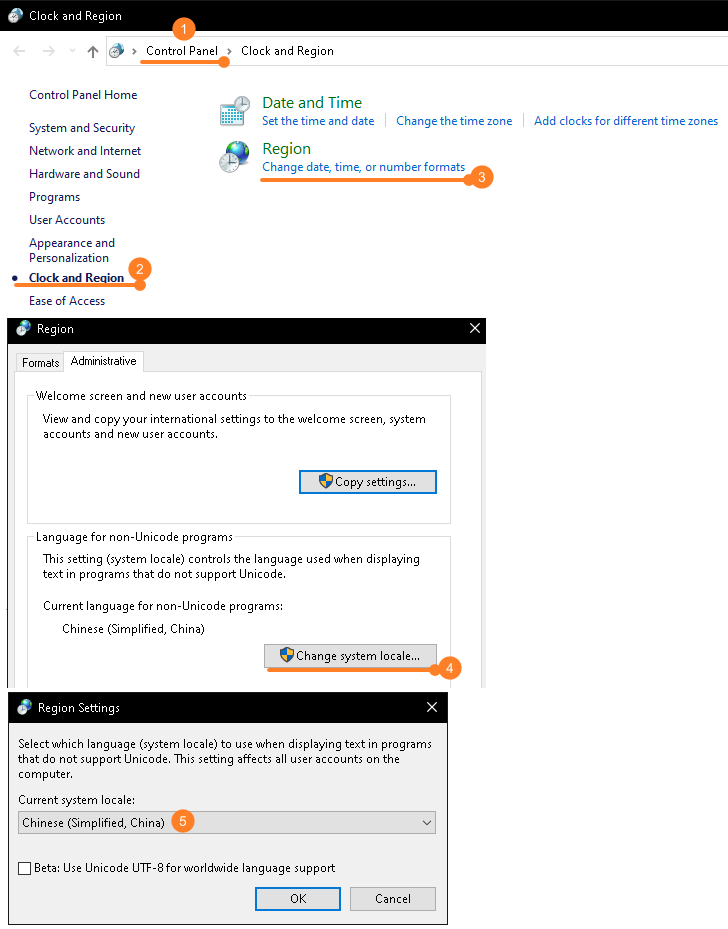 Clock and Region
1
Control Panel > Clock and Region
Control Panel Home
System and Security
Network and Internet
Hardware and Sound
Programs
User Accounts
Appearance and
Personalization
2
Clock and Region
Ease of Access
Date and Time
Set the time and date
Change the time zone
Add clocks for different time zones
Region
Change date, time, or number formats
3
Region
Formats
Administrative
Welcome screen and new user accounts
View and copy your international settings to the welcome screen, system
accounts and new user accounts.
Copy settings...
Language for non-Unicode programs
This setting (system locale) controls the language used when displaying
text in programs that do not support Unicode.
Current language for non-Unicode programs:
Chinese (Simplified, China)
Change system locale...
4
Region Settings
Select which language (system locale) to use when displaying text in programs
that do not support Unicode. This setting affects all user accounts on the
computer.
Current system locale:
Chinese (Simplified, China)
5
Beta: Use Unicode UTF-8 for worldwide language support
OK
Cancel